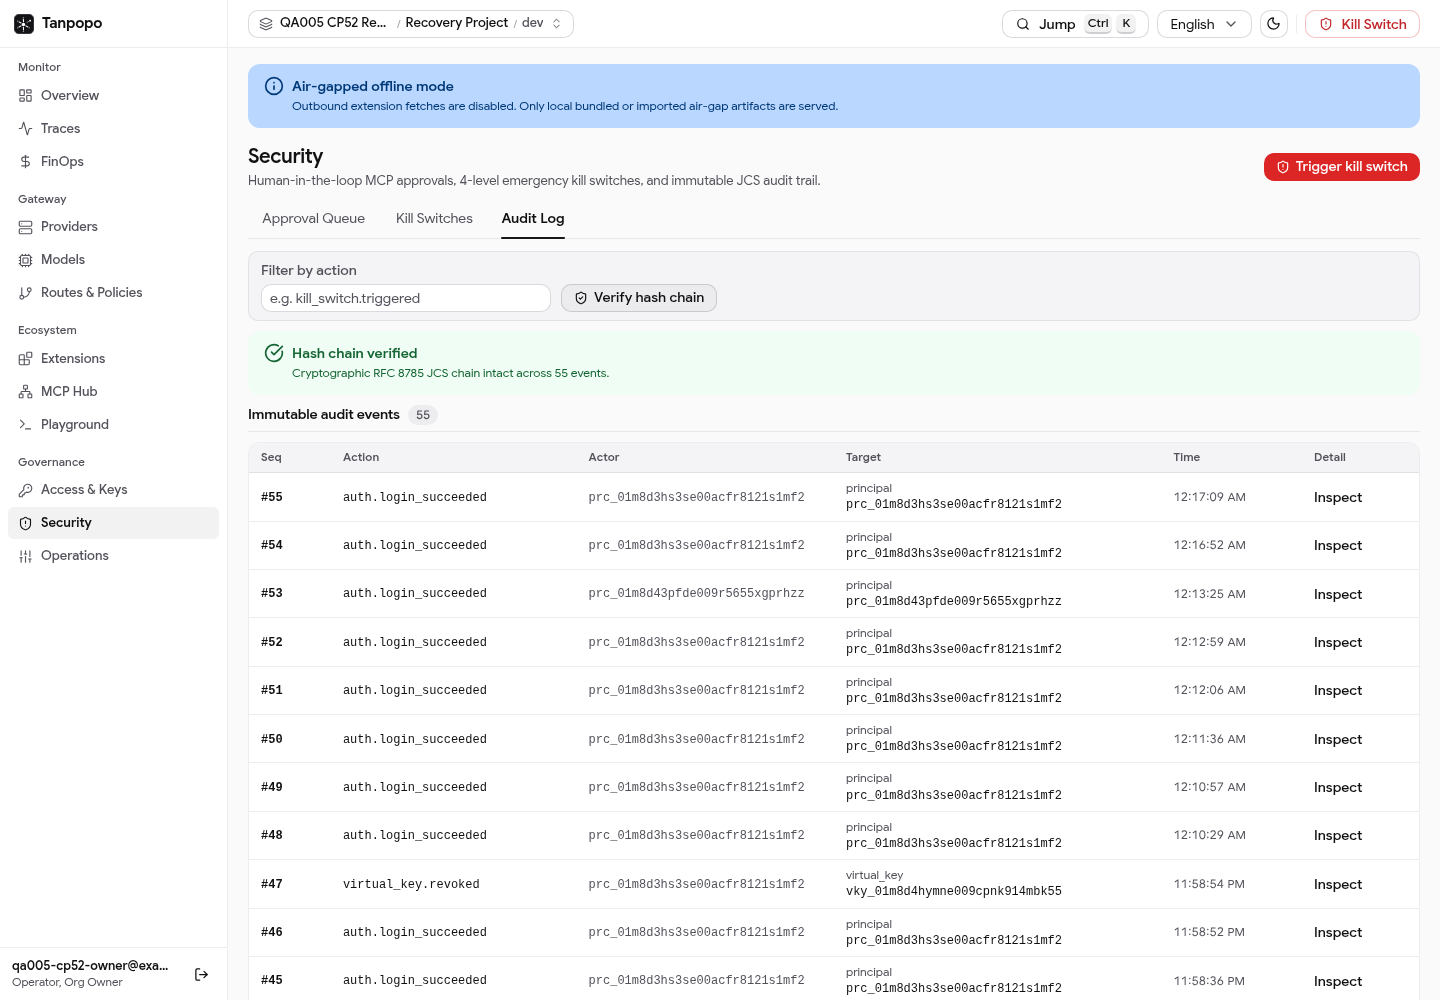 Tanpopo
QA005 CP52 Re... / Recovery Project / dev
Jump Ctrl K
English
Kill Switch
Monitor
Overview
Traces
FinOps
Gateway
Providers
Models
Routes & Policies
Ecosystem
Extensions
MCP Hub
Playground
Governance
Access & Keys
Security
Operations
qa005-cp52-owner@exa...
Operator, Org Owner
Air-gapped offline mode
Outbound extension fetches are disabled. Only local bundled or imported air-gap artifacts are served.
Security
Human-in-the-loop MCP approvals, 4-level emergency kill switches, and immutable JCS audit trail.
Trigger kill switch
Approval Queue Kill Switches Audit Log
Filter by action
e.g. kill_switch.triggered
Verify hash chain
Hash chain verified
Cryptographic RFC 8785 JCS chain intact across 55 events.
Immutable audit events 55
Seq Action Actor Target Time Detail
#55 auth.login_succeeded prc_01m8d3hs3se00acfr8121s1mf2 principal
prc_01m8d3hs3se00acfr8121s1mf2 12:17:09 AM Inspect
#54 auth.login_succeeded prc_01m8d3hs3se00acfr8121s1mf2 principal
prc_01m8d3hs3se00acfr8121s1mf2 12:16:52 AM Inspect
#53 auth.login_succeeded prc_01m8d43pfde009r5655xgprhzz principal
prc_01m8d43pfde009r5655xgprhzz 12:13:25 AM Inspect
#52 auth.login_succeeded prc_01m8d3hs3se00acfr8121s1mf2 principal
prc_01m8d3hs3se00acfr8121s1mf2 12:12:59 AM Inspect
#51 auth.login_succeeded prc_01m8d3hs3se00acfr8121s1mf2 principal
prc_01m8d3hs3se00acfr8121s1mf2 12:12:06 AM Inspect
#50 auth.login_succeeded prc_01m8d3hs3se00acfr8121s1mf2 principal
prc_01m8d3hs3se00acfr8121s1mf2 12:11:36 AM Inspect
#49 auth.login_succeeded prc_01m8d3hs3se00acfr8121s1mf2 principal
prc_01m8d3hs3se00acfr8121s1mf2 12:10:57 AM Inspect
#48 auth.login_succeeded prc_01m8d3hs3se00acfr8121s1mf2 principal
prc_01m8d3hs3se00acfr8121s1mf2 12:10:29 AM Inspect
#47 virtual_key.revoked prc_01m8d3hs3se00acfr8121s1mf2 virtual_key
vky_01m8d4hymne009cpnk914mbk55 11:58:54 PM Inspect
#46 auth.login_succeeded prc_01m8d3hs3se00acfr8121s1mf2 principal
prc_01m8d3hs3se00acfr8121s1mf2 11:58:52 PM Inspect
#45 auth.login_succeeded prc_01m8d3hs3se00acfr8121s1mf2 principal
prc_01m8d3hs3se00acfr8121s1mf2 11:58:36 PM Inspect